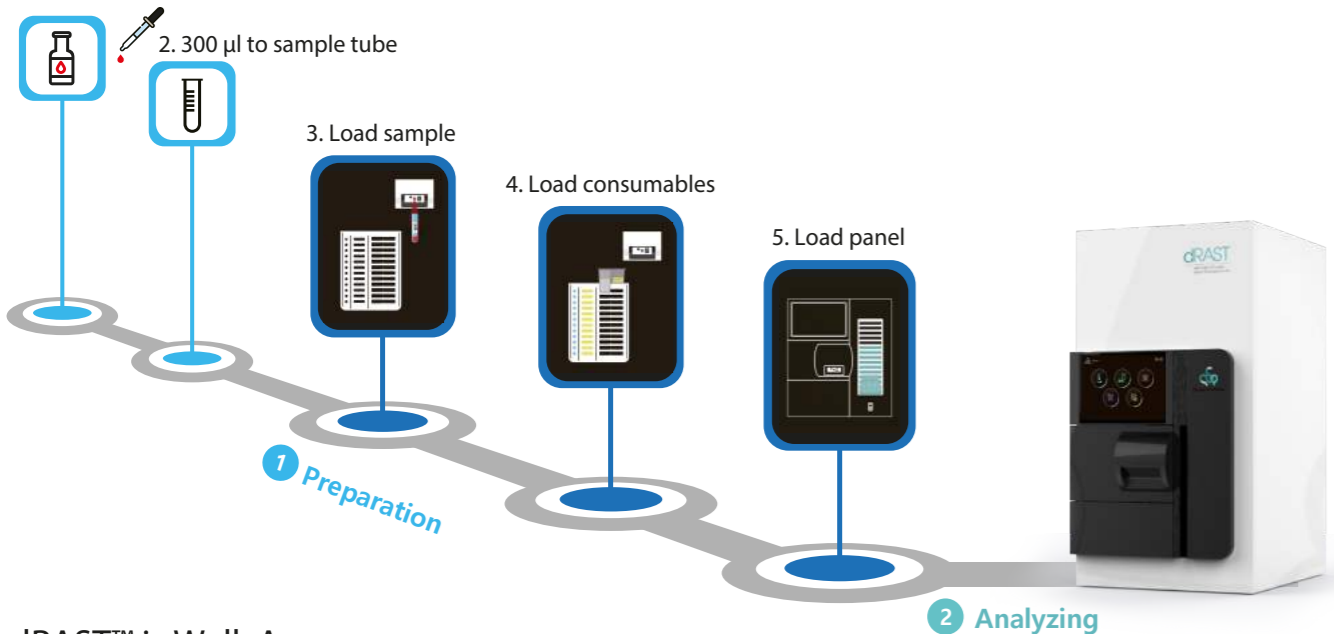 2. 300 µl to sample tube
3. Load sample
4. Load consumables
5. Load panel
dRAST
1 Preparation
2 Analyzing